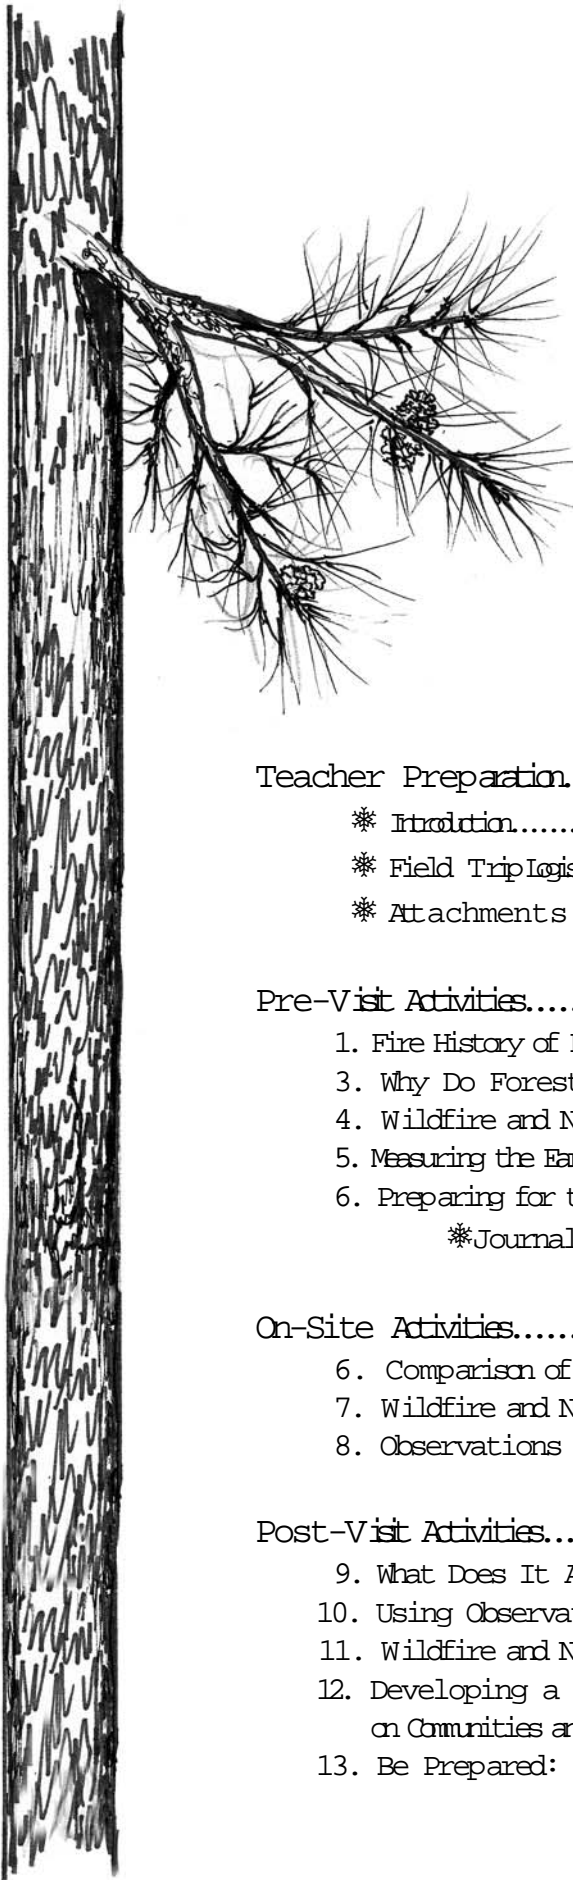 Teacher Preparation.
❄ Introduction.......
❄ Field Trip Logis
❄ Attachments
Pre-Visit Activities.....
1. Fire History of
3. Why Do Forest
4. Wildfire and N
5. Measuring the Ear
6. Preparing for t
❄Journal
On-Site Activities......
6. Comparison of
7. Wildfire and N
8. Observations
Post-Visit Activities...
9. What Does It A
10. Using Observat
11. Wildfire and N
12. Developing a
on Communities an
13. Be Prepared: